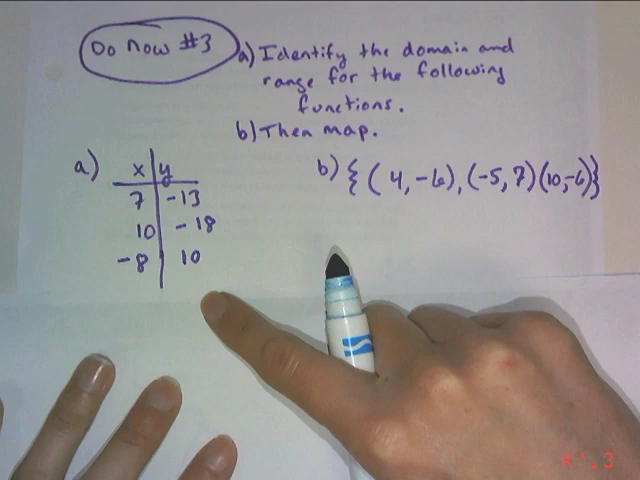 Do Now #3
a) Identify the domain and
range for the following
functions.
b) Then map.
a)
x | y
7 | -13
10 | -18
-8 | 10
b) {(4, -6), (-5, 7)(10, -6)}